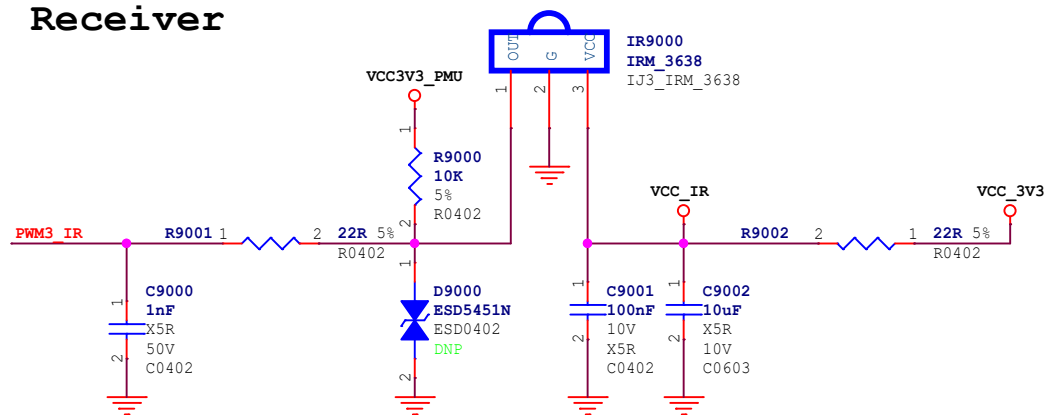 Receiver
OUT
G
VCC
IR9000
IRM_3638
IJ3_IRM_3638
1
2
3
VCC3V3_PMU
1
R9000
10K
5%
R0402
2
VCC_IR
VCC_3V3
PWM3_IR
R9001
1
2
22R 5%
R0402
R9002
2
1
22R 5%
R0402
1
C9000
1nF
X5R
50V
C0402
2
1
D9000
ESD5451N
ESD0402
DNP
2
1
C9001
100nF
10V
X5R
C0402
2
1
C9002
10uF
X5R
10V
C0603
2